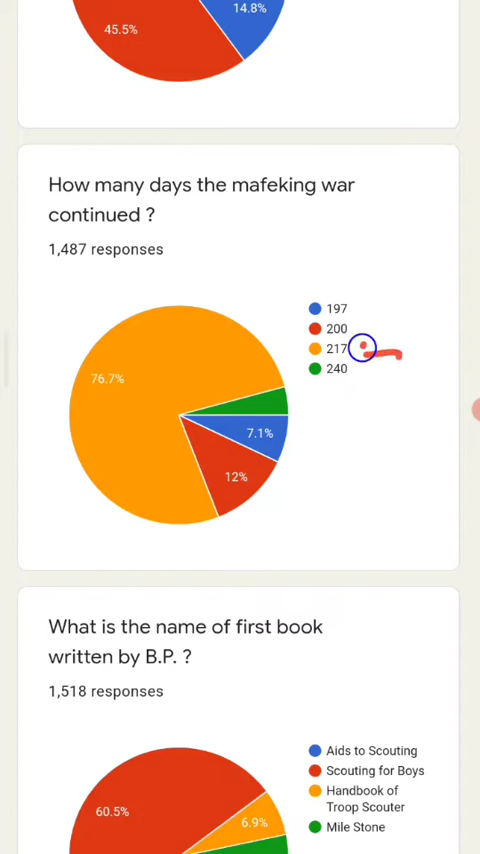 14.8%
45.5%
How many days the mafeking war
continued ?
1,487 responses
197
200
217
240
76.7%
7.1%
12%
What is the name of first book
written by B.P. ?
1,518 responses
Aids to Scouting
Scouting for Boys
Handbook of
Troop Scouter
Mile Stone
60.5%
6.9%